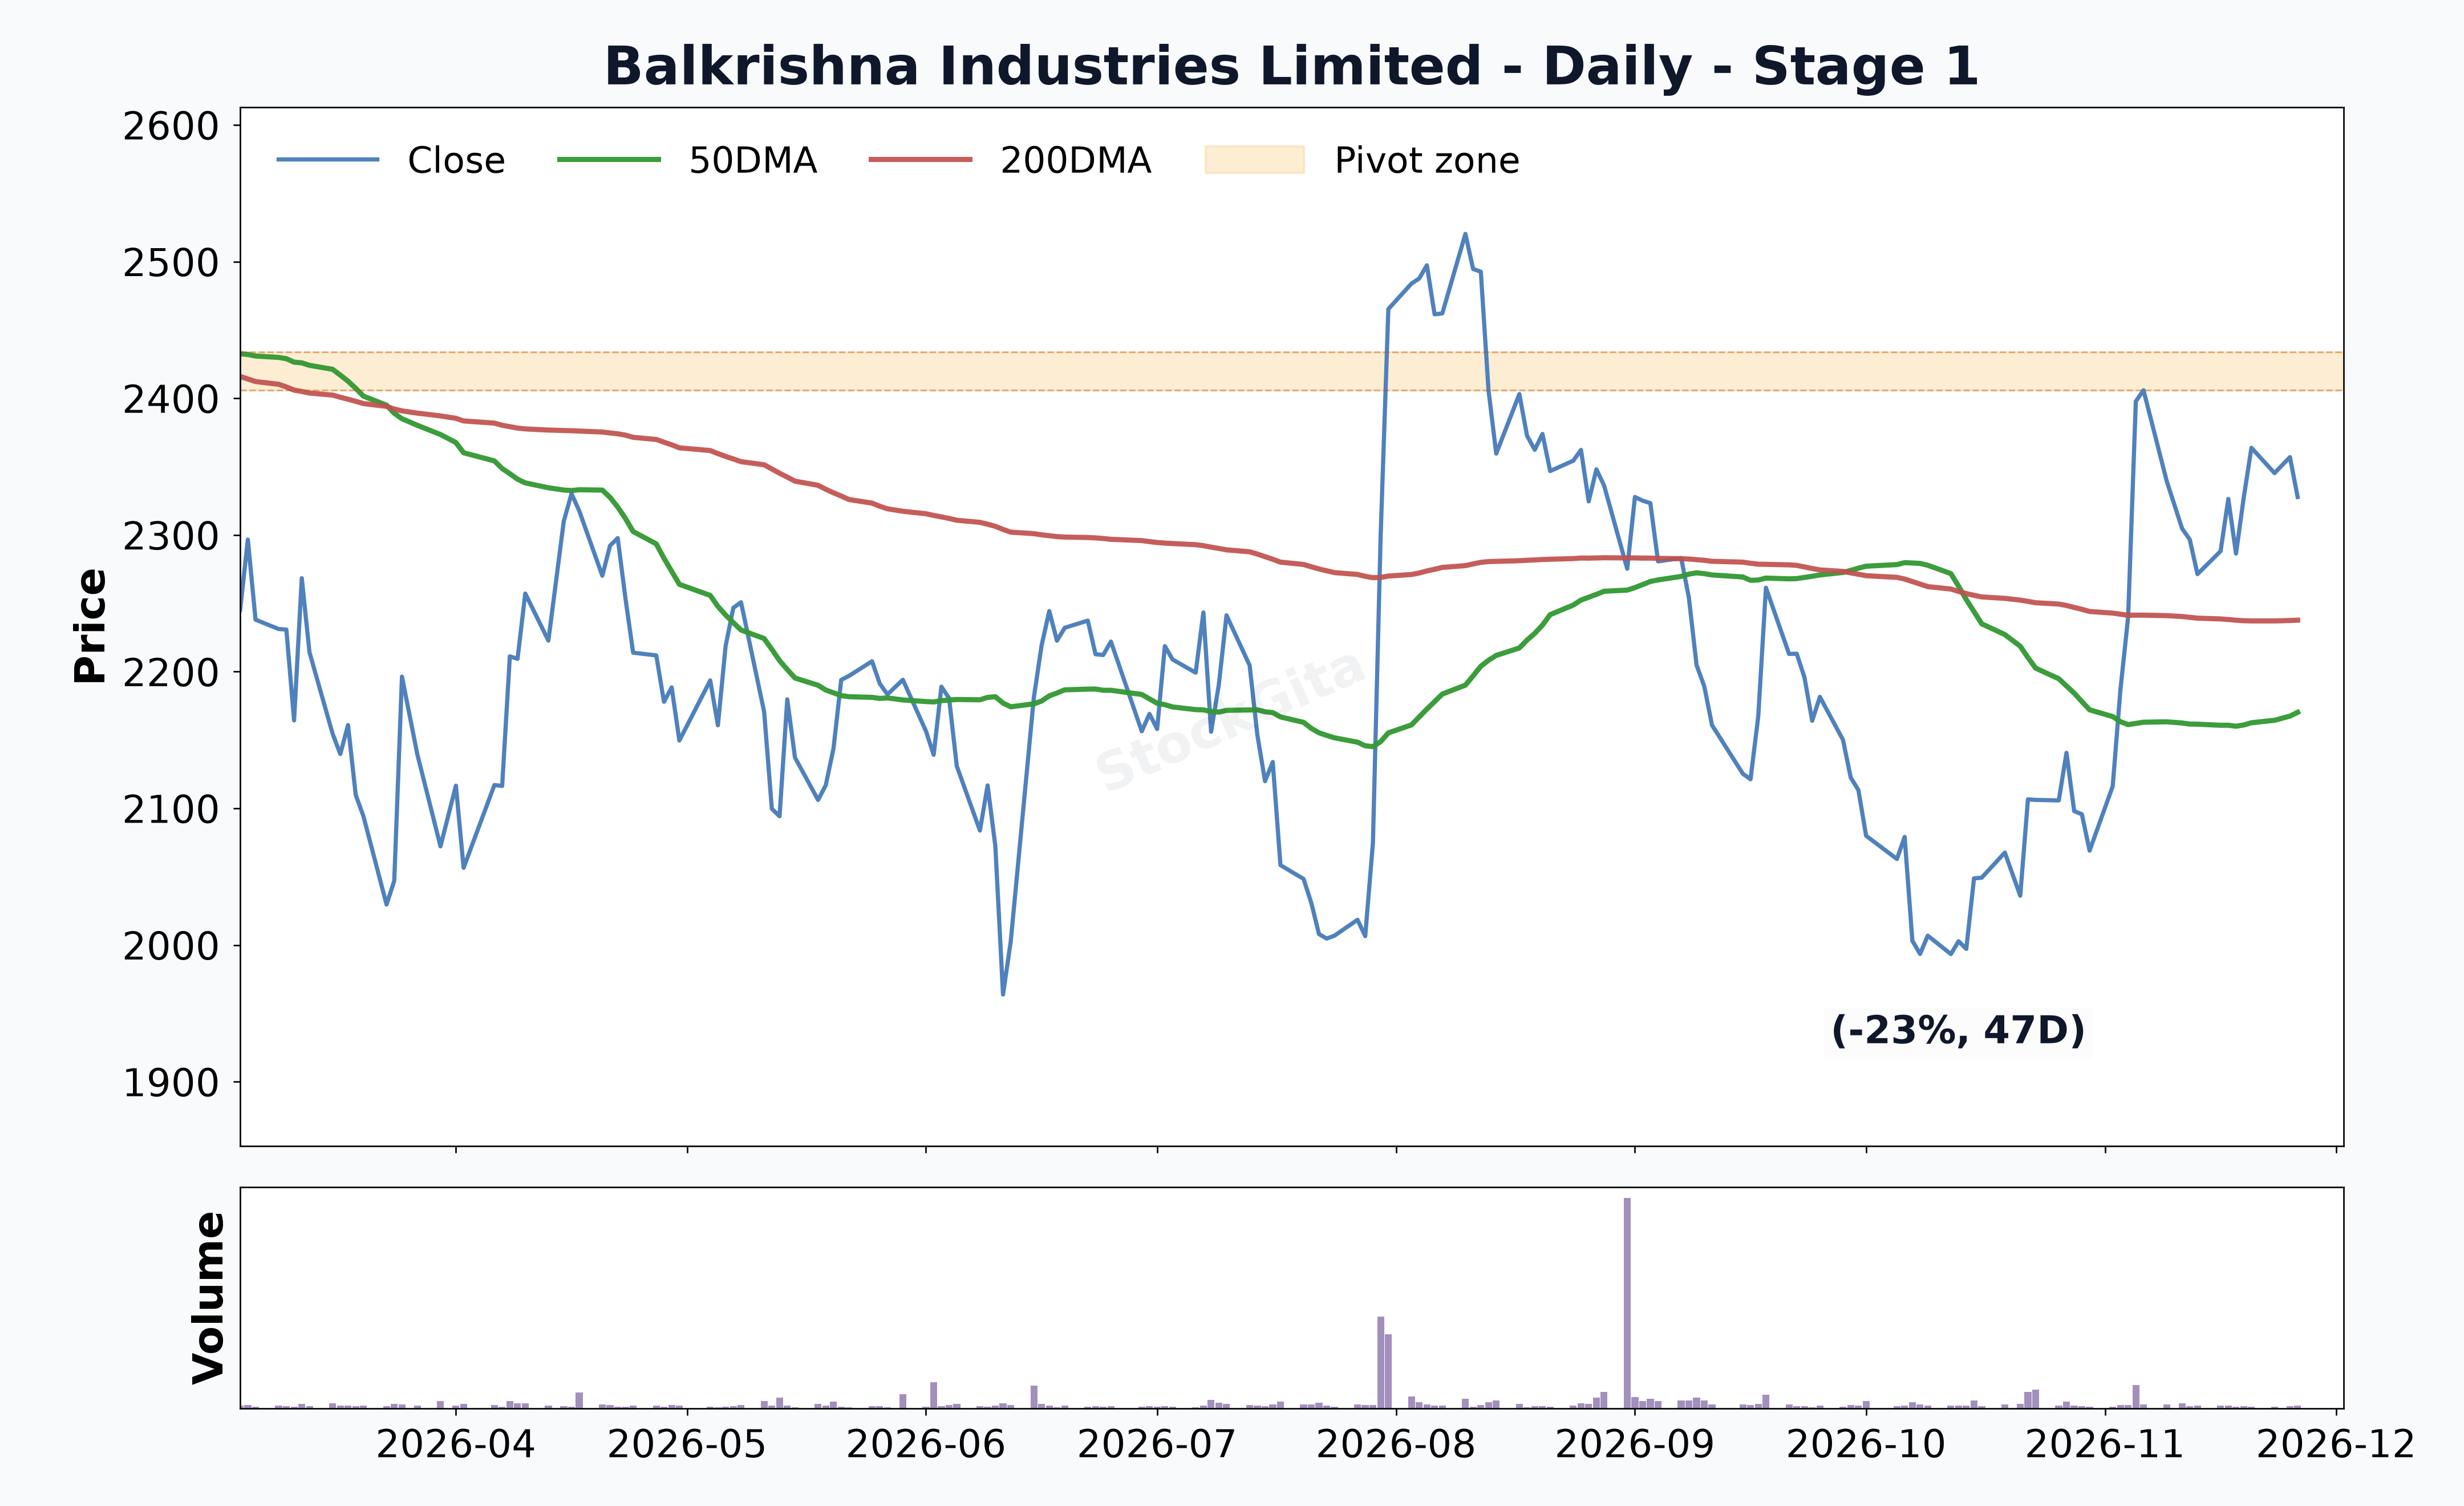 Balkrishna Industries Limited - Daily - Stage 1
Close 50DMA 200DMA Pivot zone
Price
2600
2500
2400
2300
2200
2100
2000
1900
StockGita
(-23%, 47D)
Volume
2026-04 2026-05 2026-06 2026-07 2026-08 2026-09 2026-10 2026-11 2026-12